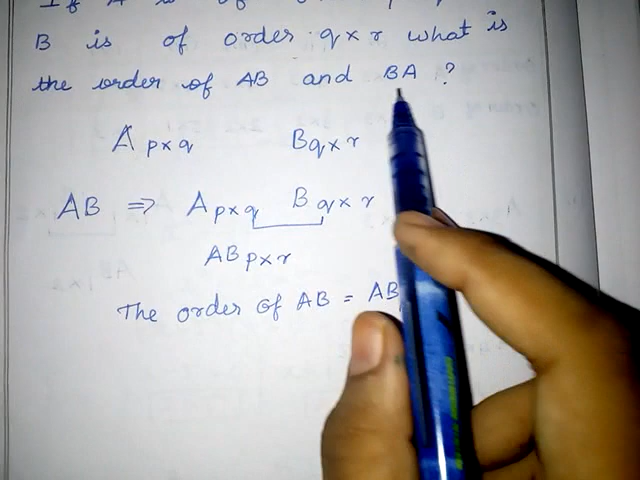 B is of order q x r what is
the order of AB and BA ?
A p x q B q x r
AB ⇒ A p x q B q x r
AB p x r
The order of AB = AB